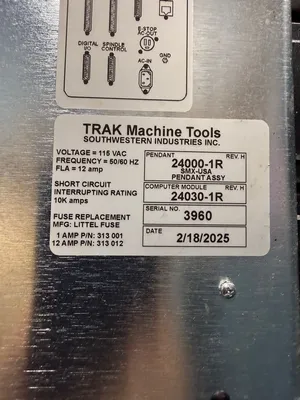 E-STOP
AC-OUT
DIGITAL
I/O
SPINDLE
CONTROL
GND
AC-IN
TRAK Machine Tools
SOUTHWESTERN INDUSTRIES INC.
VOLTAGE = 115 VAC
FREQUENCY = 50/60 HZ
FLA = 12 amp
SHORT CIRCUIT
INTERRUPTING RATING
10K amps
FUSE REPLACEMENT
MFG: LITTEL FUSE
1 AMP P/N: 313 001
12 AMP P/N: 313 012
PENDANT REV. H
24000-1R
SMX-USA
PENDANT ASSY
COMPUTER MODULE REV. H
24030-1R
SERIAL NO.
3960
DATE
2/18/2025